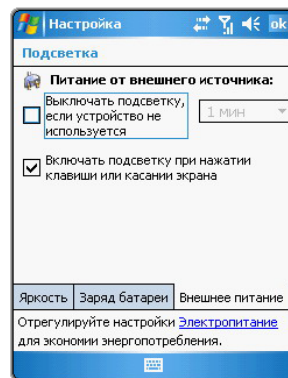 Настройка
ok
Подсветка
Питание от внешнего источника:
Выключать подсветку,
если устройство не
используется
1 мин
Включать подсветку при нажатии
клавиши или касании экрана
Яркость Заряд батареи Внешнее питание
Отрегулируйте настройки Электропитание
для экономии энергопотребления.